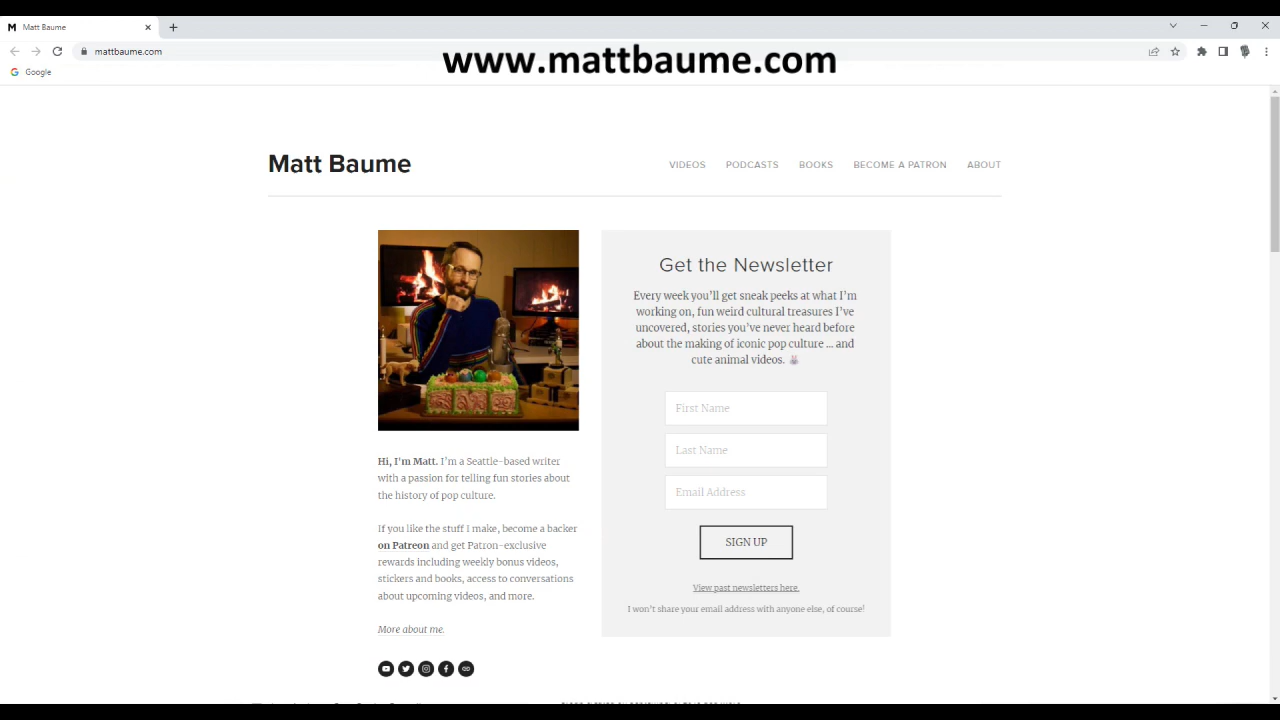 M Matt Baume
mattbaume.com
www.mattbaume.com
G Google
Matt Baume
VIDEOS PODCASTS BOOKS BECOME A PATRON ABOUT
Hi, I'm Matt. I'm a Seattle-based writer
with a passion for telling fun stories about
the history of pop culture.
If you like the stuff I make, become a backer
on Patreon and get Patron-exclusive
rewards including weekly bonus videos,
stickers and books, access to conversations
about upcoming videos, and more.
More about me.
Get the Newsletter
Every week you'll get sneak peeks at what I'm
working on, fun weird cultural treasures I've
uncovered, stories you've never heard before
about the making of iconic pop culture ... and
cute animal videos. 🐰
First Name
Last Name
Email Address
SIGN UP
View past newsletters here.
I won't share your email address with anyone else, of course!